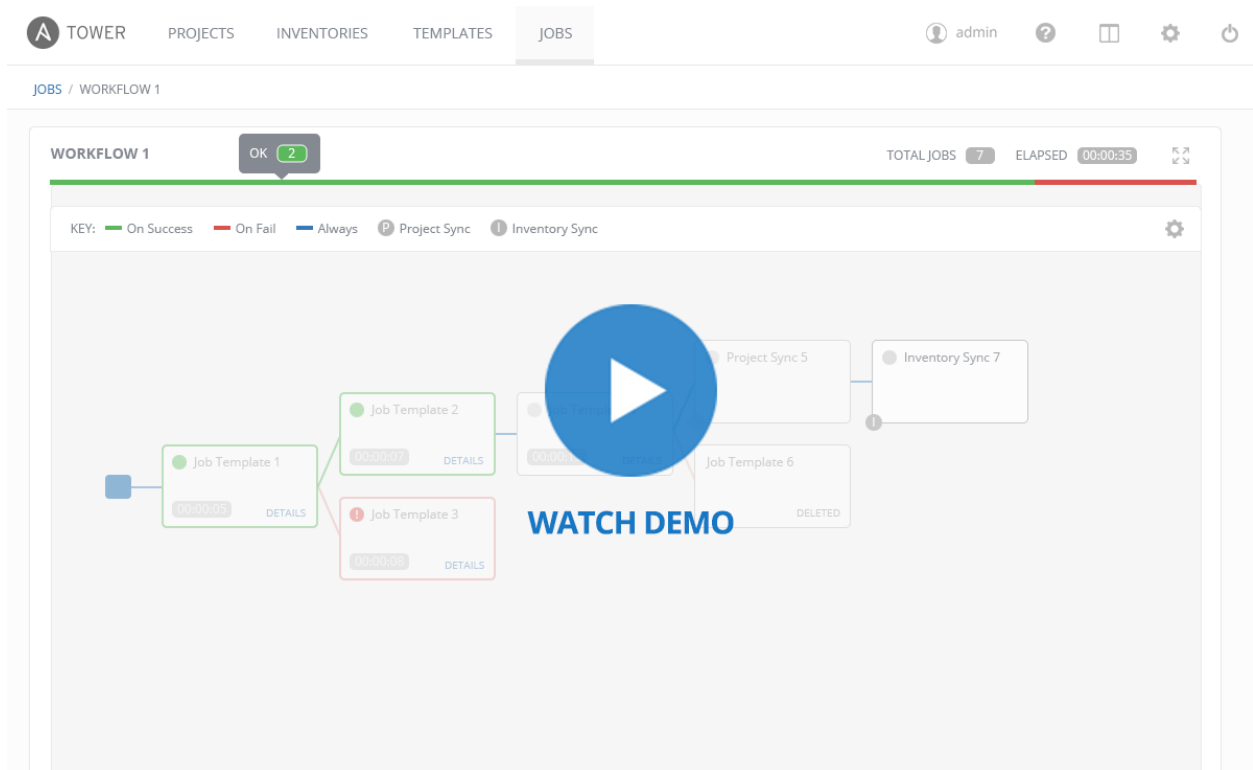 A TOWER PROJECTS INVENTORIES TEMPLATES JOBS admin ?
JOBS / WORKFLOW 1
WORKFLOW 1 OK 2 TOTAL JOBS 7 ELAPSED 00:00:35
KEY: On Success On Fail Always P Project Sync I Inventory Sync
Project Sync 5 Inventory Sync 7
Job Template 2
I
Job Template 1 Job Template 6
00:00:07 DETAILS DETAILS
00:00:05 DETAILS DELETED
! Job Template 3
WATCH DEMO
00:00:08 DETAILS